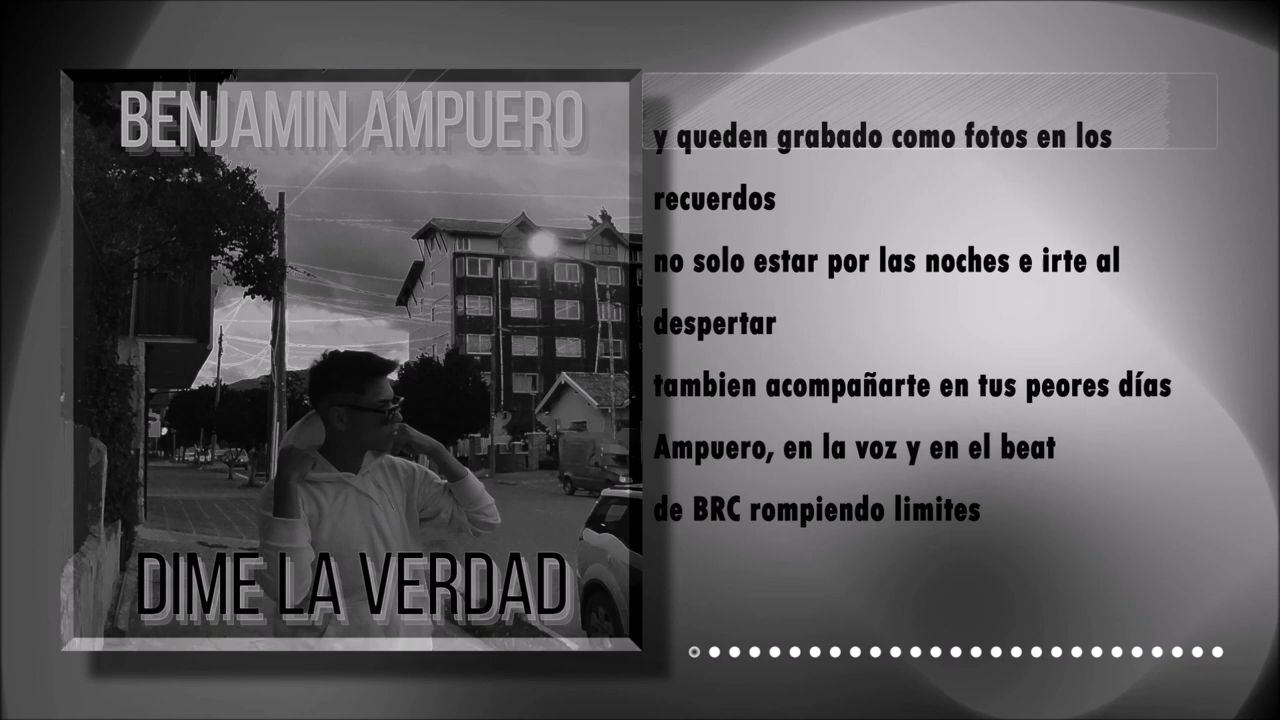 BENJAMIN AMPUERO
DIME LA VERDAD
y queden grabado como fotos en los
recuerdos
no solo estar por las noches e irte al
despertar
tambien acompañarte en tus peores días
Ampuero, en la voz y en el beat
de BRC rompiendo limites